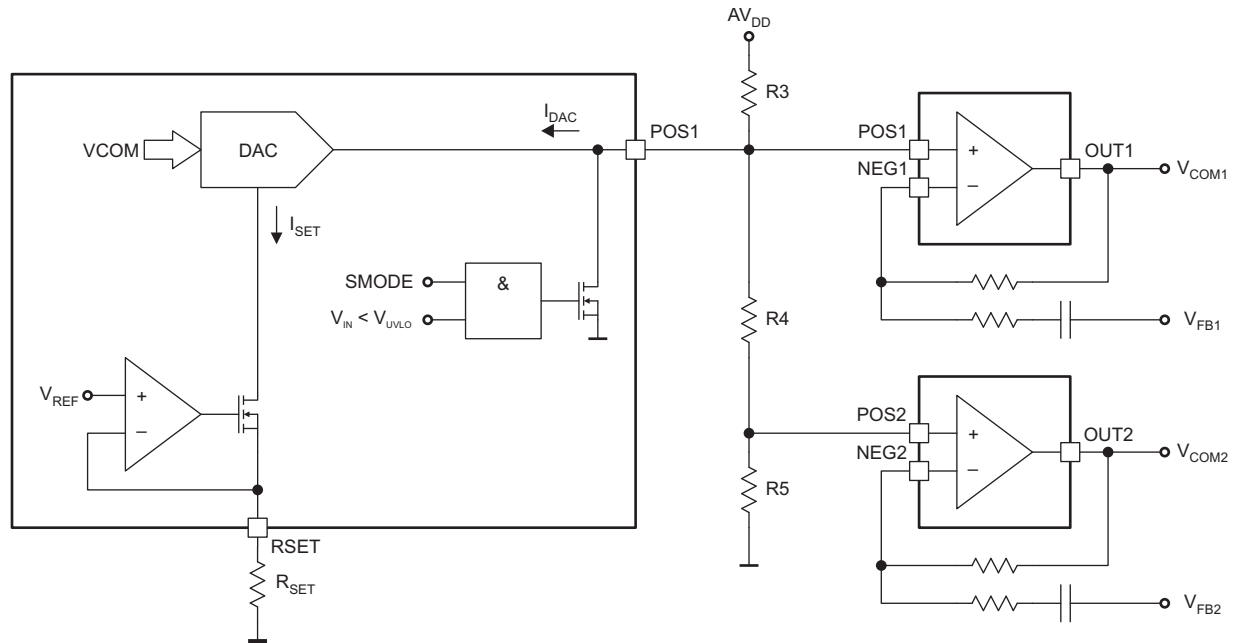 AVDD
R3
IDAC
POS1
POS1
OUT1
VCOM
DAC
NEG1
+
−
VCOM1
ISET
SMODE
&
VIN < VUVLO
R4
VFB1
VREF
+
−
POS2
OUT2
NEG2
+
−
VCOM2
R5
RSET
RSET
VFB2